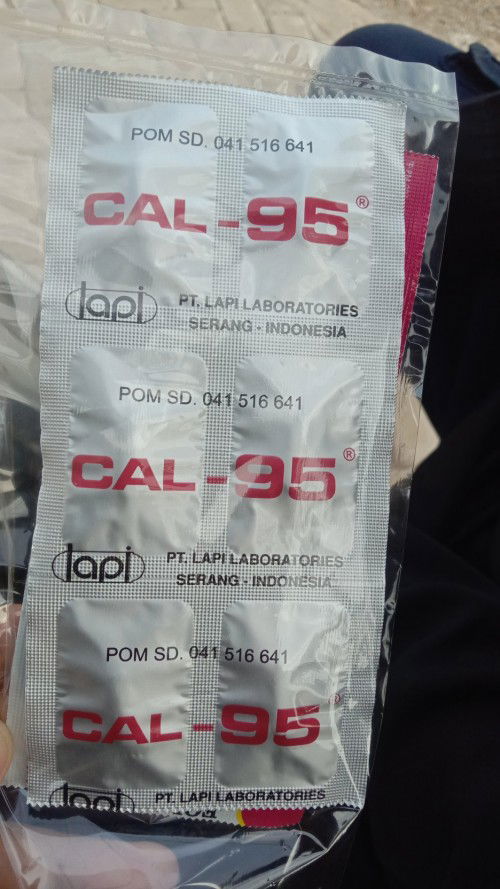 POM SD. 041 516 641
CAL-95®
lapi
PT. LAPI LABORATORIES
SERANG - INDONESIA
POM SD. 041 516 641
CAL-95®
lapi
PT. LAPI LABORATORIES
SERANG - INDONESIA
POM SD. 041 516 641
CAL-95®
lapi
PT. LAPI LABORATORIES